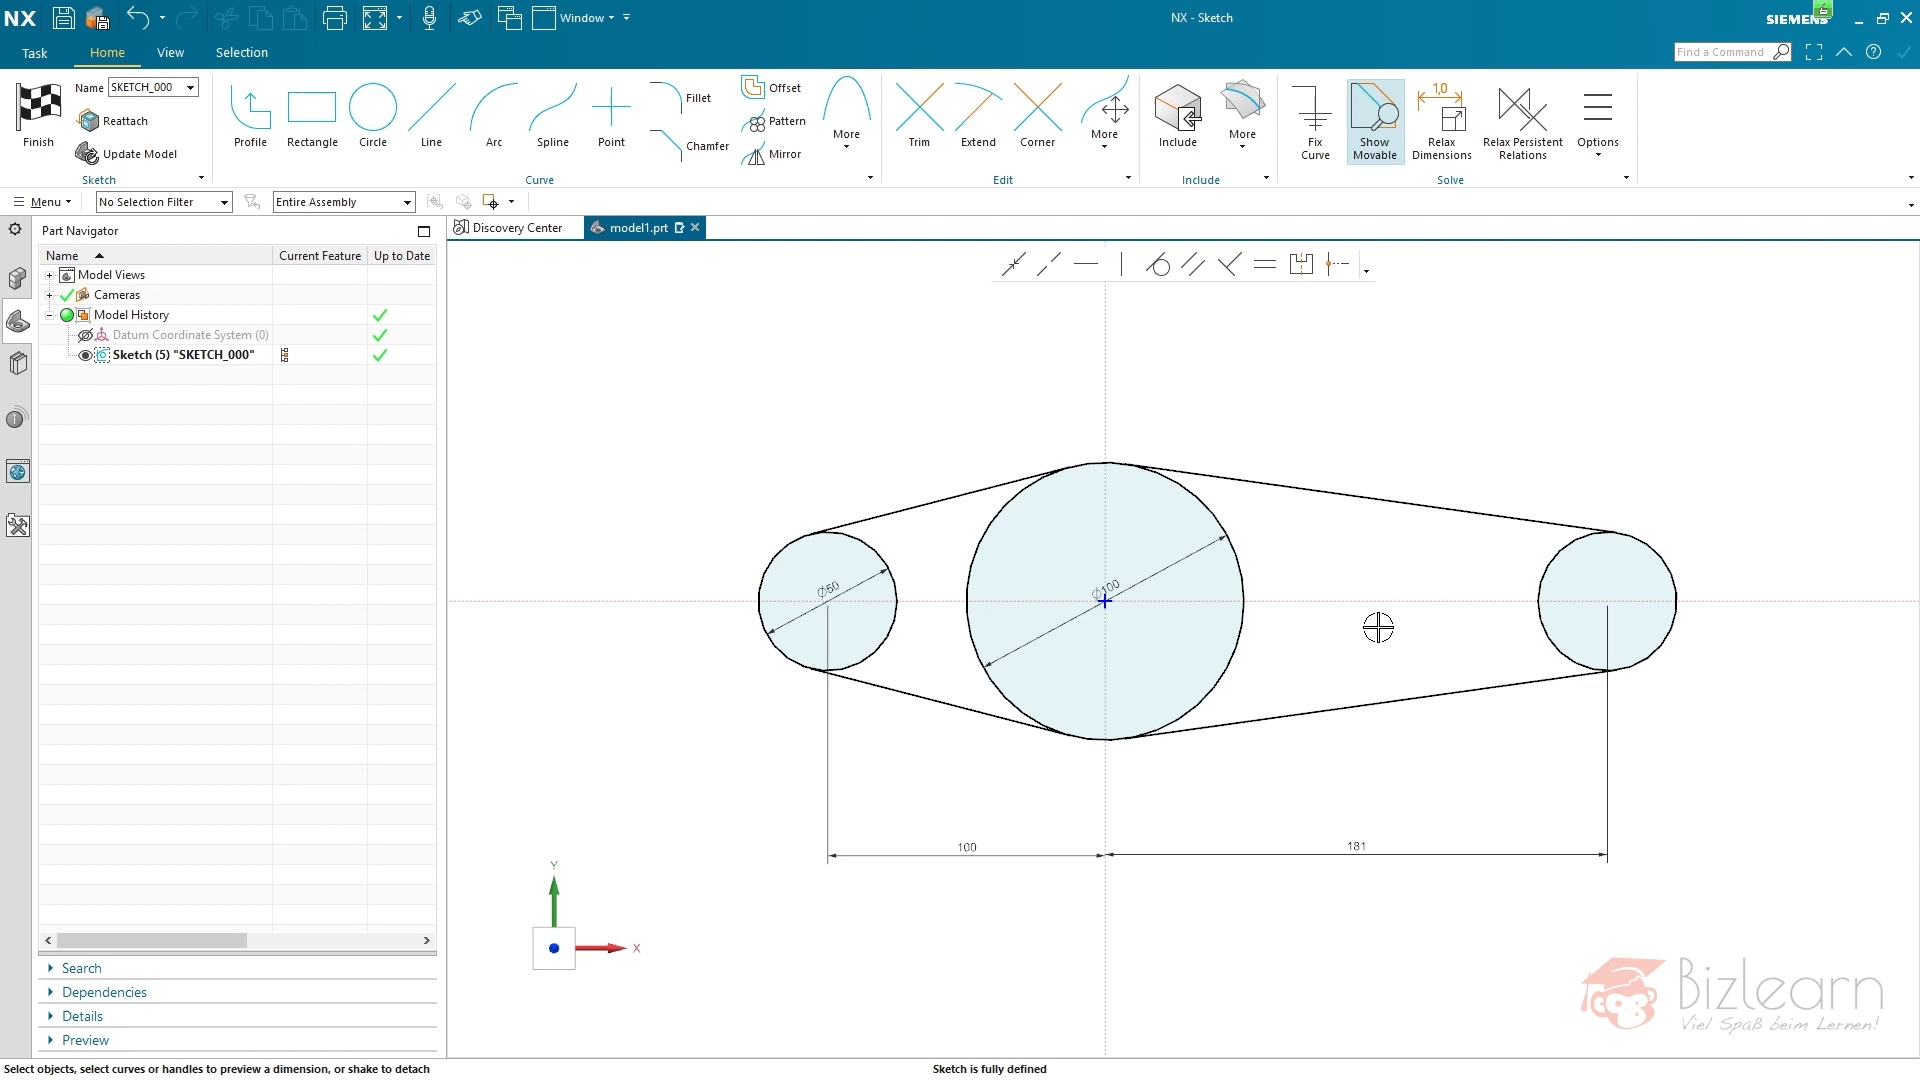 NX
Window
NX - Sketch
SIEMENS
Task
Home
View
Selection
Find a Command
Finish
Name
SKETCH_000
Reattach
Update Model
Profile
Rectangle
Circle
Line
Arc
Spline
Point
Fillet
Chamfer
Offset
Pattern
Mirror
More
Trim
Extend
Corner
More
Include
More
Fix
Curve
Show
Movable
1,0
Relax
Dimensions
Relax Persistent
Relations
Options
Sketch
Curve
Edit
Include
Solve
Menu
No Selection Filter
Entire Assembly
Part Navigator
Discovery Center
model1.prt
Name
Current Feature
Up to Date
Model Views
Cameras
Model History
Datum Coordinate System (0)
Sketch (5) "SKETCH_000"
Ø50
Ø100
100
181
Y
X
Search
Dependencies
Details
Preview
Bizlearn
Viel Spaß beim Lernen!
Select objects, select curves or handles to preview a dimension, or shake to detach
Sketch is fully defined